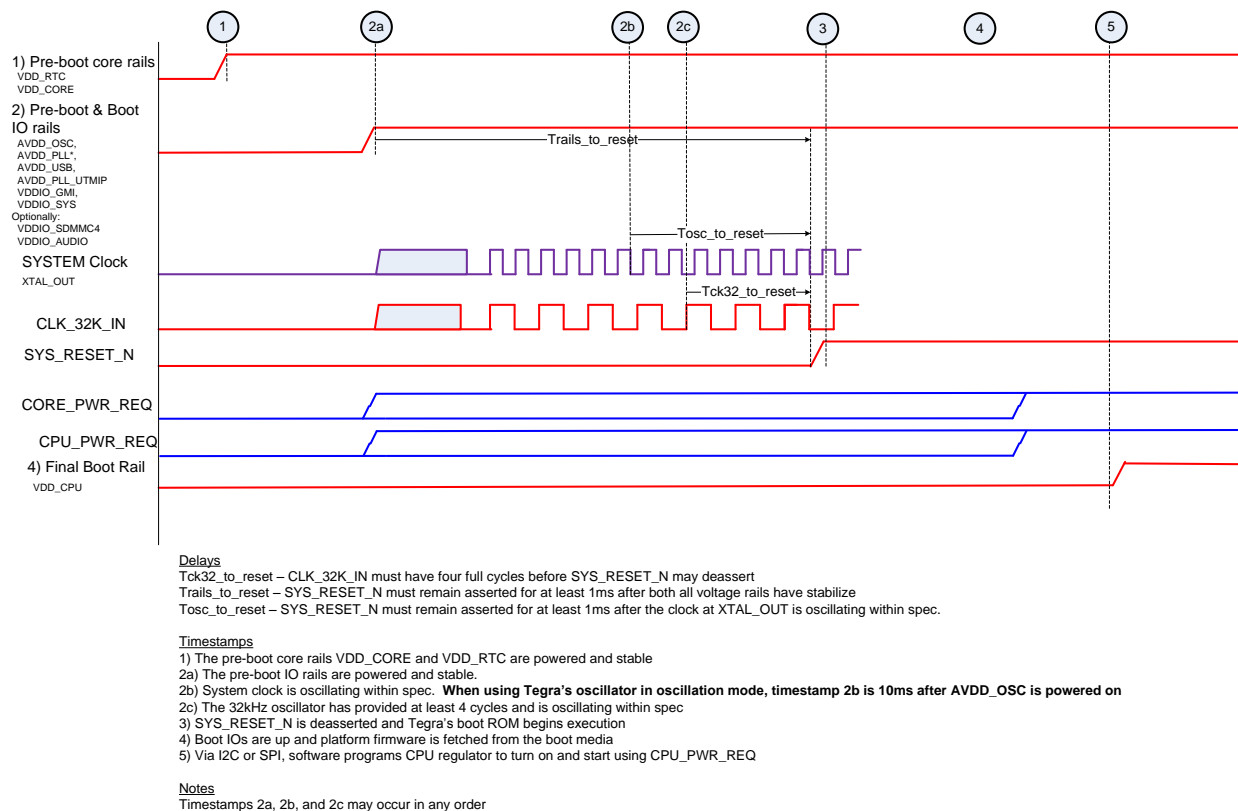 1
2a
2b
2c
3
4
5
1) Pre-boot core rails
VDD_RTC
VDD_CORE
2) Pre-boot & Boot
IO rails
AVDD_OSC,
AVDD_PLL*,
AVDD_USB,
AVDD_PLL_UTMIP
VDDIO_GMI,
VDDIO_SYS
Optionally:
VDDIO_SDMMC4
VDDIO_AUDIO
Trails_to_reset
Tosc_to_reset
SYSTEM Clock
XTAL_OUT
Tck32_to_reset
CLK_32K_IN
SYS_RESET_N
CORE_PWR_REQ
CPU_PWR_REQ
4) Final Boot Rail
VDD_CPU
Delays
Tck32_to_reset – CLK_32K_IN must have four full cycles before SYS_RESET_N may deassert
Trails_to_reset – SYS_RESET_N must remain asserted for at least 1ms after both all voltage rails have stabilize
Tosc_to_reset – SYS_RESET_N must remain asserted for at least 1ms after the clock at XTAL_OUT is oscillating within spec.
Timestamps
1) The pre-boot core rails VDD_CORE and VDD_RTC are powered and stable
2a) The pre-boot IO rails are powered and stable.
2b) System clock is oscillating within spec. When using Tegra's oscillator in oscillation mode, timestamp 2b is 10ms after AVDD_OSC is powered on
2c) The 32kHz oscillator has provided at least 4 cycles and is oscillating within spec
3) SYS_RESET_N is deasserted and Tegra's boot ROM begins execution
4) Boot IOs are up and platform firmware is fetched from the boot media
5) Via I2C or SPI, software programs CPU regulator to turn on and start using CPU_PWR_REQ
Notes
Timestamps 2a, 2b, and 2c may occur in any order